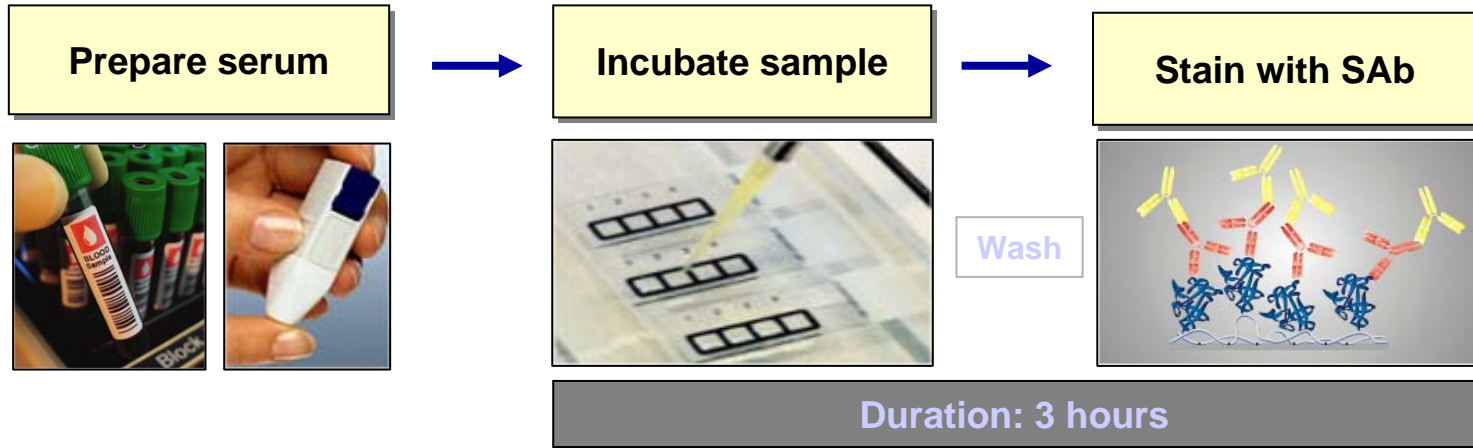 Prepare serum
Incubate sample
Stain with SAb
BLOOD
Sample
Block
Wash
Duration: 3 hours